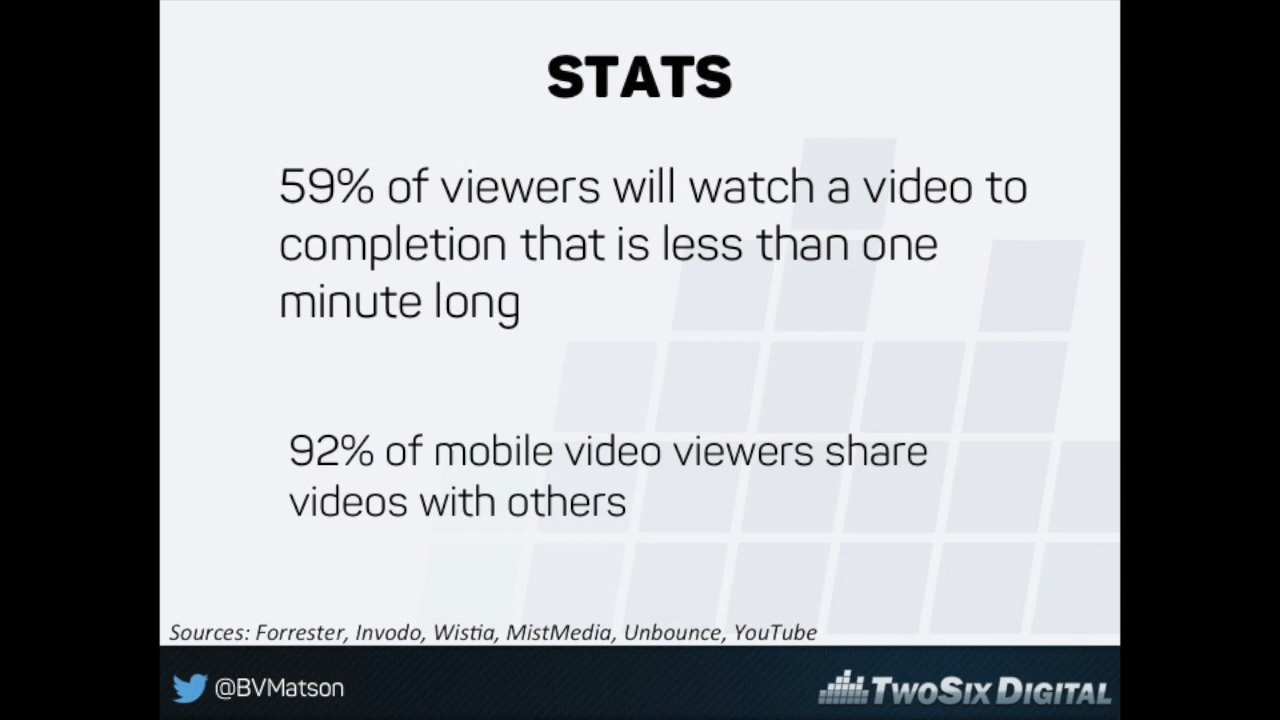 STATS
59% of viewers will watch a video to
completion that is less than one
minute long
92% of mobile video viewers share
videos with others
Sources: Forrester, Invodo, Wistia, MistMedia, Unbounce, YouTube
@BVMatson
TWOSIX DIGITAL